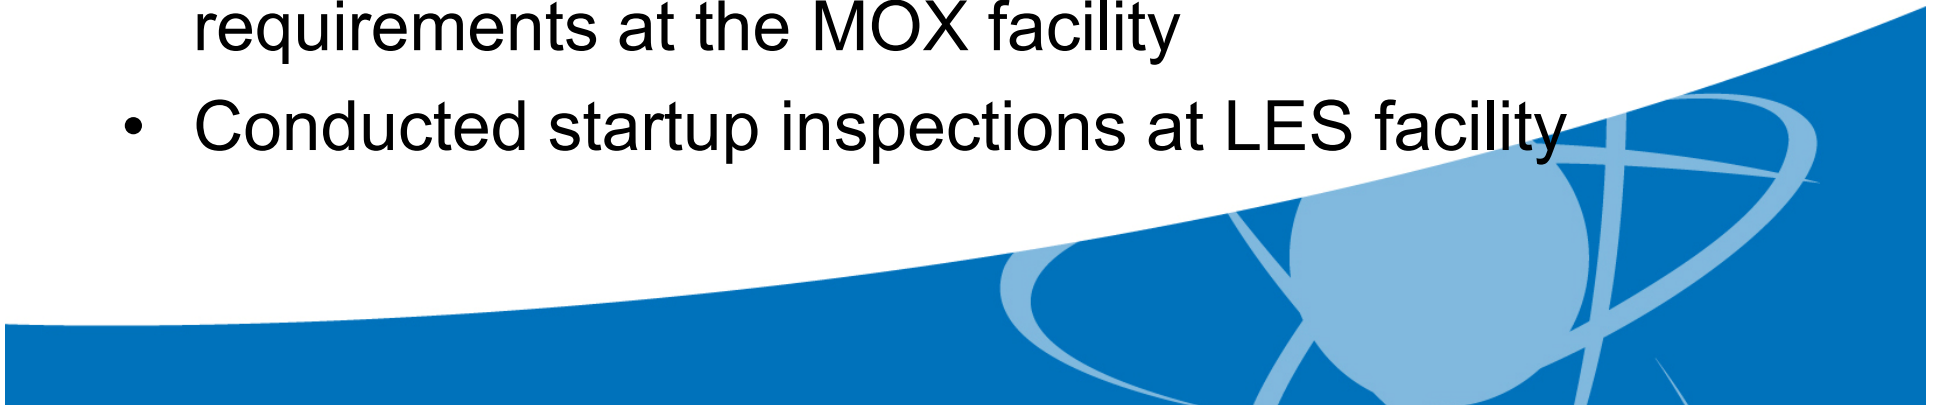 requirements at the MOX facility
• Conducted startup inspections at LES facility